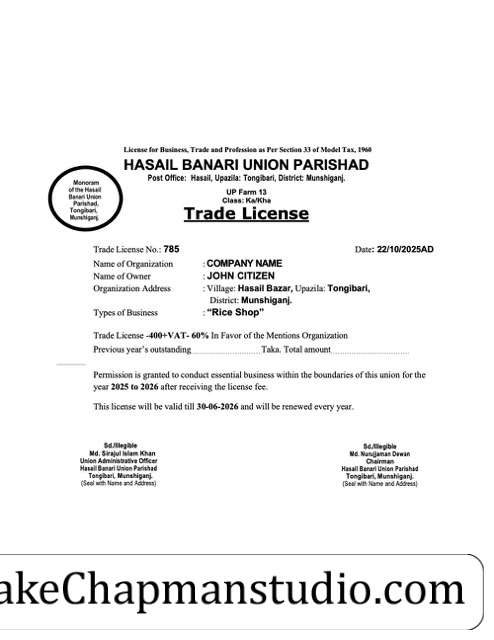 License for Business, Trade and Profession as Per Section 33 of Model Tax, 1960
HASAIL BANARI UNION PARISHAD
Post Office: Hasail, Upazila: Tongibari, District: Munshiganj.
Monoram
of the Hasail
Banari Union
Parishad,
Tongibari,
Munshiganj.
UP Farm 13
Class: Ka/Kha
Trade License
Trade License No.: 785 Date: 22/10/2025AD
Name of Organization : COMPANY NAME
Name of Owner : JOHN CITIZEN
Organization Address : Village: Hasail Bazar, Upazila: Tongibari,
District: Munshiganj.
Types of Business : “Rice Shop”
Trade License -400+VAT- 60% In Favor of the Mentions Organization
Previous year’s outstanding Taka. Total amount
Permission is granted to conduct essential business within the boundaries of this union for the
year 2025 to 2026 after receiving the license fee.
This license will be valid till 30-06-2026 and will be renewed every year.
Sd./Illegible
Md. Sirajul Islam Khan
Union Administrative Officer
Hasail Banari Union Parishad
Tongibari, Munshiganj.
(Seal with Name and Address)
Sd./Illegible
Md. Nurujjaman Dewan
Chairman
Hasail Banari Union Parishad
Tongibari, Munshiganj.
(Seal with Name and Address)
akeChapmanstudio.com